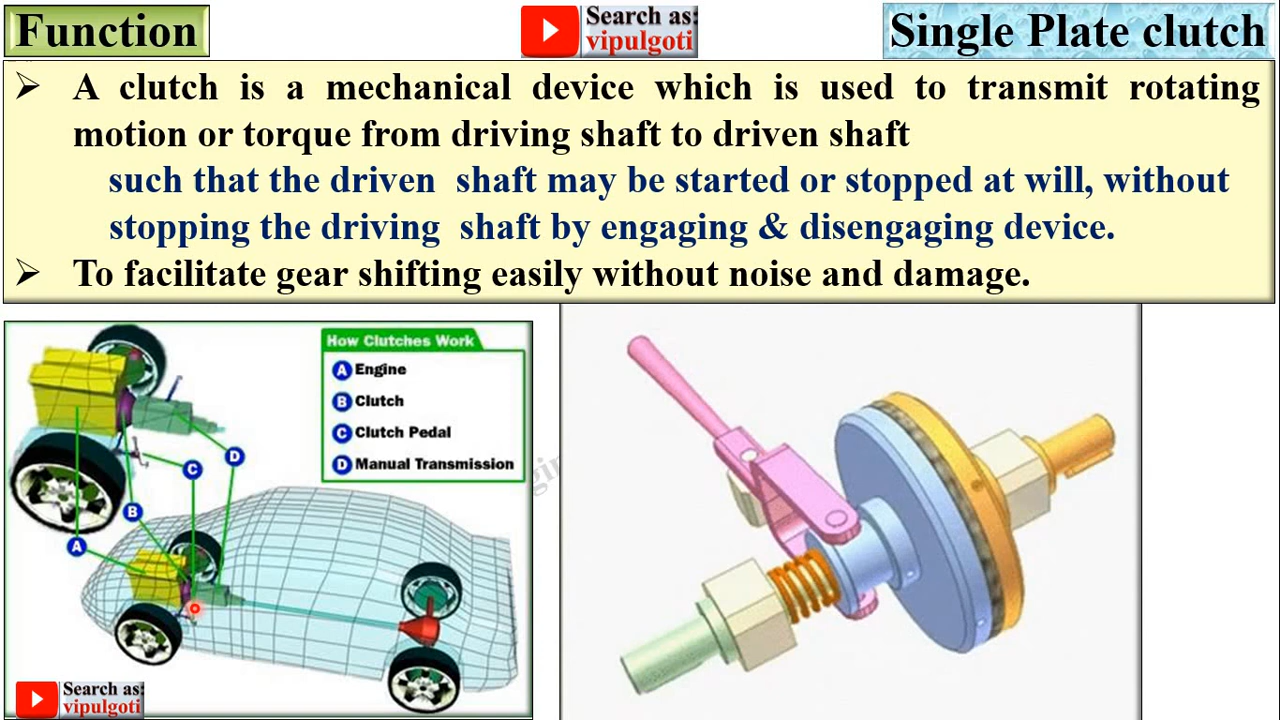 Function
Search as:
vipulgoti
Single Plate clutch
➢ A clutch is a mechanical device which is used to transmit rotating
motion or torque from driving shaft to driven shaft
such that the driven shaft may be started or stopped at will, without
stopping the driving shaft by engaging & disengaging device.
➢ To facilitate gear shifting easily without noise and damage.
How Clutches Work
A Engine
B Clutch
C Clutch Pedal
D Manual Transmission
D
C
B
A
Search as:
vipulgoti